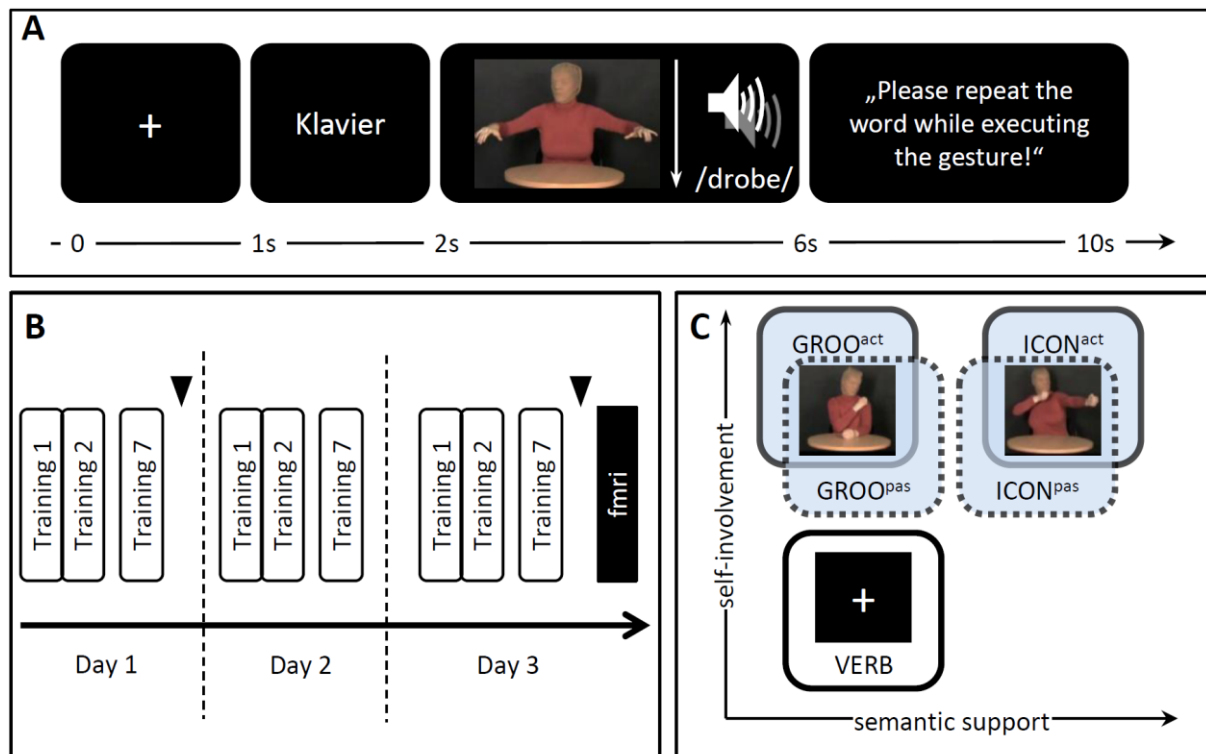 A
+
Klavier
/drobe/
„Please repeat the
word while executing
the gesture!“
0
1s
2s
6s
10s
B
Training 1
Training 2
Training 7
Training 1
Training 2
Training 7
Training 1
Training 2
Training 7
fmri
Day 1
Day 2
Day 3
C
self-involvement
GROOact
ICONact
GROOpas
ICONpas
+
VERB
semantic support